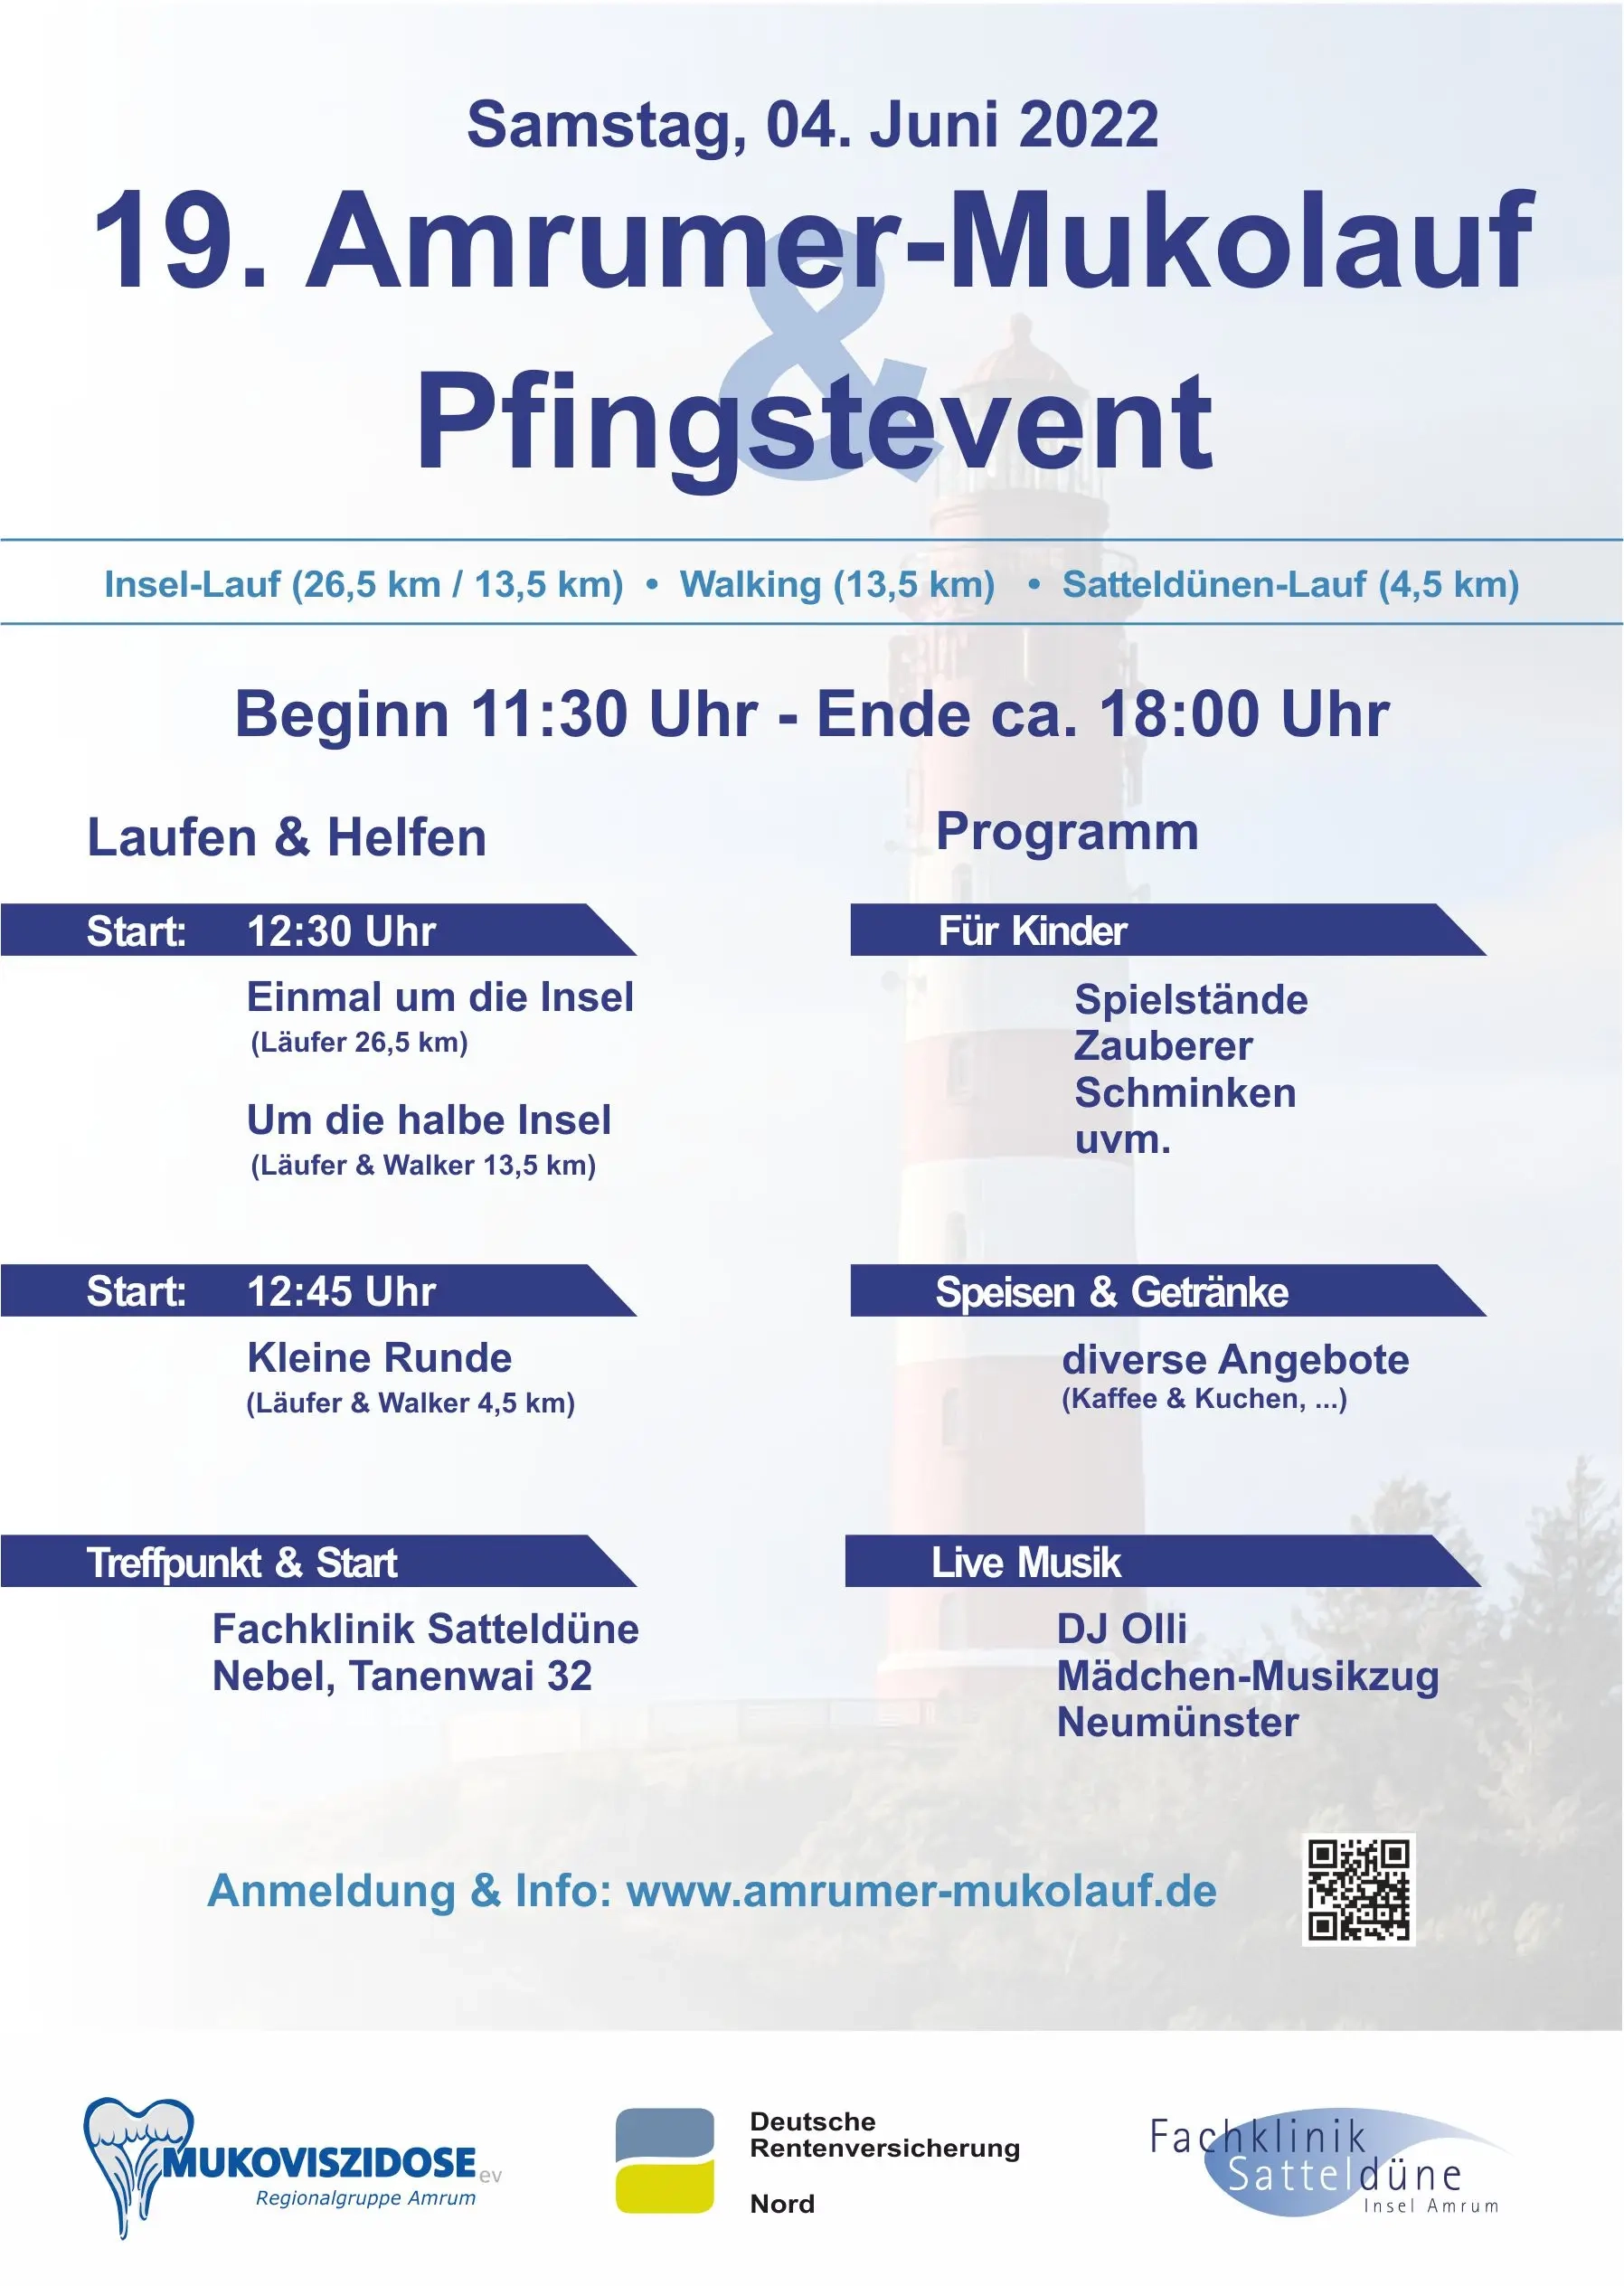 Samstag, 04. Juni 2022
19. Amrumer-Mukolauf
&
Pfingstevent
Insel-Lauf (26,5 km / 13,5 km) • Walking (13,5 km) • Satteldünen-Lauf (4,5 km)
Beginn 11:30 Uhr - Ende ca. 18:00 Uhr
Laufen & Helfen
Start: 12:30 Uhr
Einmal um die Insel
(Läufer 26,5 km)
Um die halbe Insel
(Läufer & Walker 13,5 km)
Start: 12:45 Uhr
Kleine Runde
(Läufer & Walker 4,5 km)
Treffpunkt & Start
Fachklinik Satteldüne
Nebel, Tanenwai 32
Programm
Für Kinder
Spielstände
Zauberer
Schminken
uvm.
Speisen & Getränke
diverse Angebote
(Kaffee & Kuchen, ...)
Live Musik
DJ Olli
Mädchen-Musikzug
Neumünster
Anmeldung & Info: www.amrumer-mukolauf.de
MUKOVISZIDOSE ev
Regionalgruppe Amrum
Deutsche
Rentenversicherung
Nord
Fachklinik
Satteldüne
Insel Amrum